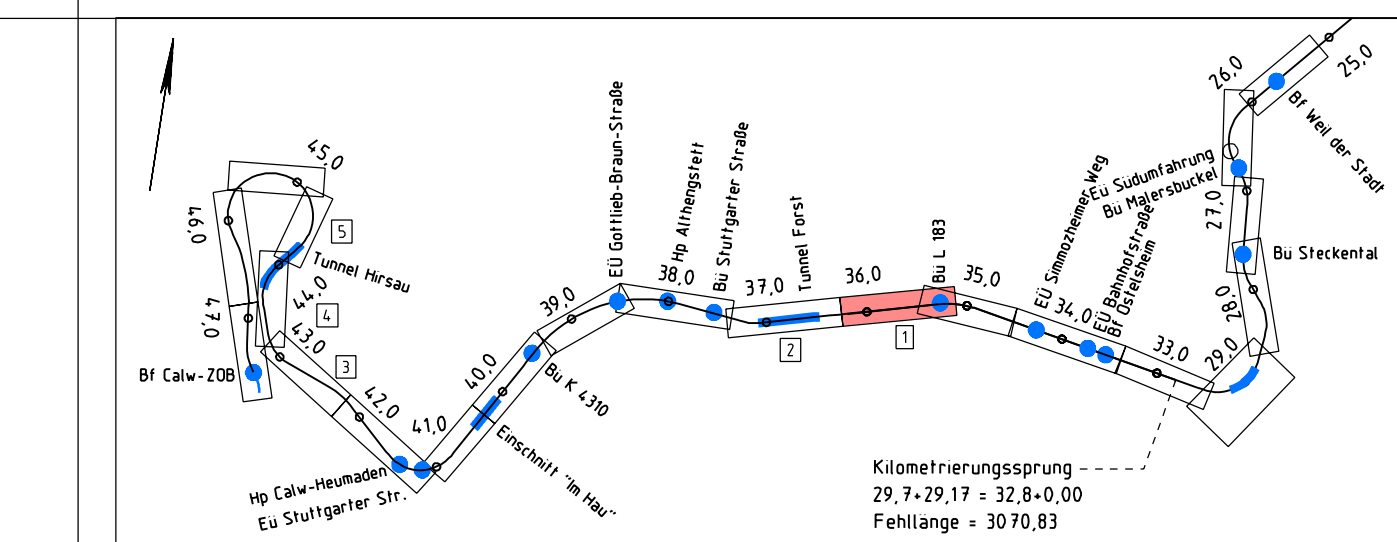 25,0
26,0
Bf Weil der Stadt
EÜ Südumfahrung
Bü Malersbuckel
27,0
Bü Steckental
28,0
29,0
33,0
Bf Ostelsheim
EÜ Bahnhofstraße
34,0
EÜ Simmozheimer Weg
35,0
Bü L 183
36,0
1
Tunnel Forst
37,0
2
Bü Stuttgarter Straße
Hp Althengstett
38,0
EÜ Gottlieb-Braun-Straße
39,0
Bü K 4310
40,0
Einschnitt "Im Hau"
41,0
Hp Calw-Heumaden
EÜ Stuttgarter Str.
42,0
3
43,0
4
44,0
Tunnel Hirsau
5
45,0
46,0
47,0
Bf Calw-ZOB
Kilometrierungssprung
29,7+29,17 = 32,8+0,00
Fehllänge = 3070,83